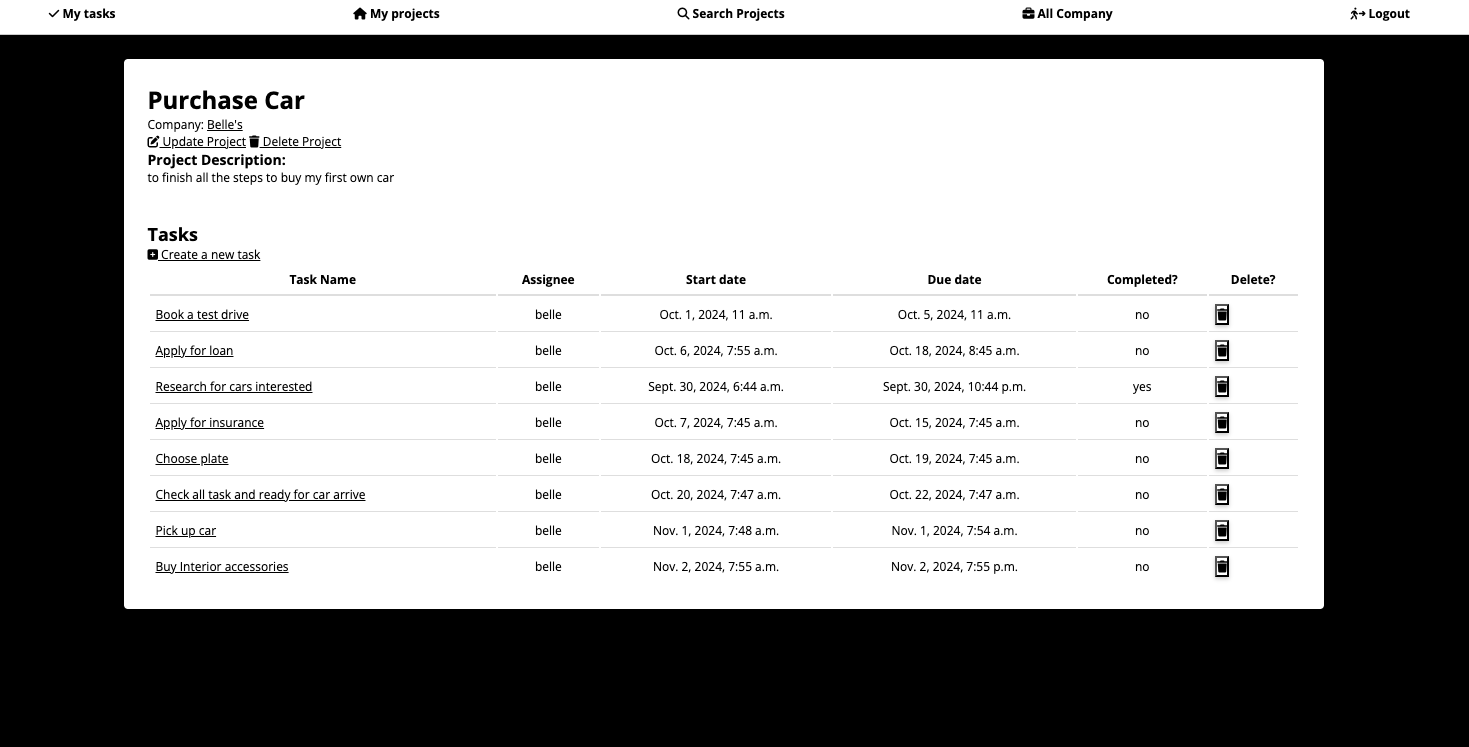 My tasks My projects Search Projects All Company Logout
Purchase Car
Company: Belle's
Update Project Delete Project
Project Description:
to finish all the steps to buy my first own car
Tasks
Create a new task
Task Name Assignee Start date Due date Completed? Delete?
Book a test drive belle Oct. 1, 2024, 11 a.m. Oct. 5, 2024, 11 a.m. no
Apply for loan belle Oct. 6, 2024, 7:55 a.m. Oct. 18, 2024, 8:45 a.m. no
Research for cars interested belle Sept. 30, 2024, 6:44 a.m. Sept. 30, 2024, 10:44 p.m. yes
Apply for insurance belle Oct. 7, 2024, 7:45 a.m. Oct. 15, 2024, 7:45 a.m. no
Choose plate belle Oct. 18, 2024, 7:45 a.m. Oct. 19, 2024, 7:45 a.m. no
Check all task and ready for car arrive belle Oct. 20, 2024, 7:47 a.m. Oct. 22, 2024, 7:47 a.m. no
Pick up car belle Nov. 1, 2024, 7:48 a.m. Nov. 1, 2024, 7:54 a.m. no
Buy Interior accessories belle Nov. 2, 2024, 7:55 a.m. Nov. 2, 2024, 7:55 p.m. no